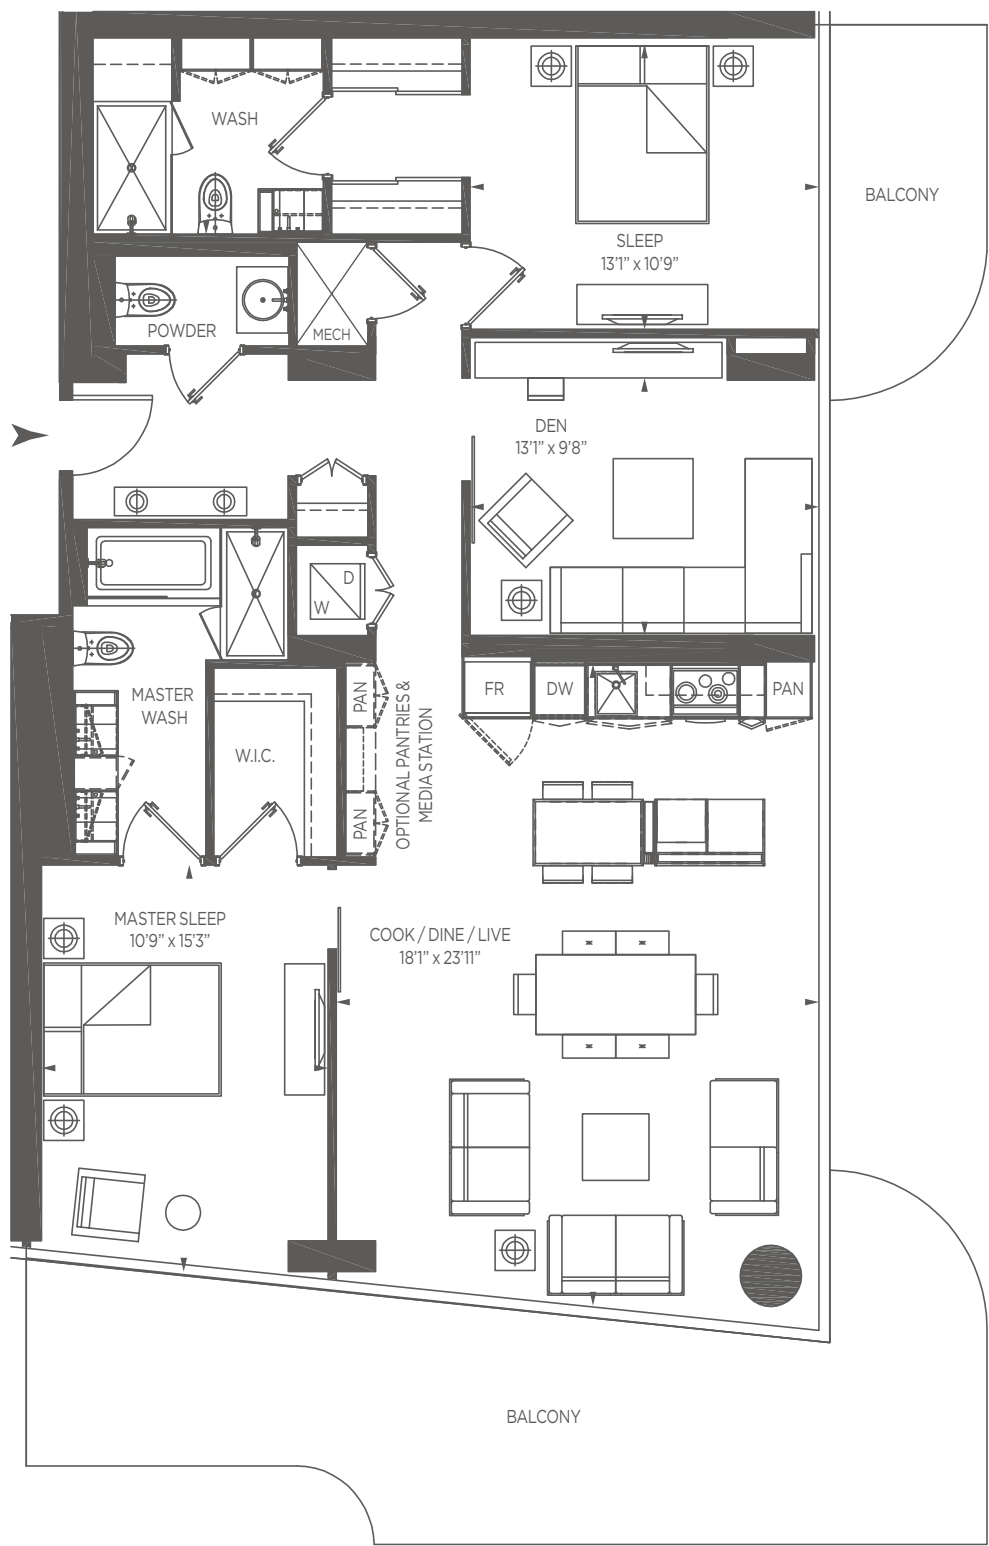 WASH
BALCONY
SLEEP
13'1" x 10'9"
POWDER
MECH
DEN
13'1" x 9'8"
D
W
FR
DW
PAN
MASTER
WASH
W.I.C.
PAN
PAN
OPTIONAL PANTRIES &
MEDIA STATION
MASTER SLEEP
10'9" x 15'3"
COOK / DINE / LIVE
18'1" x 23'11"
BALCONY